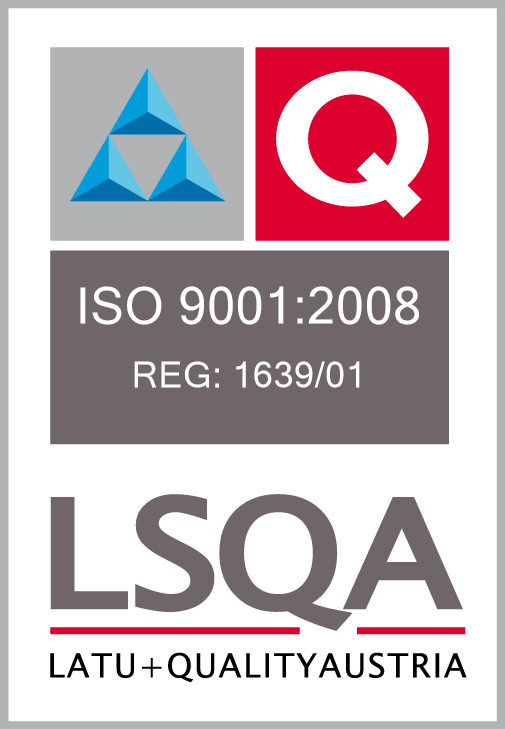 Q
ISO 9001:2008
REG: 1639/01
LSQA
LATU+QUALITYAUSTRIA